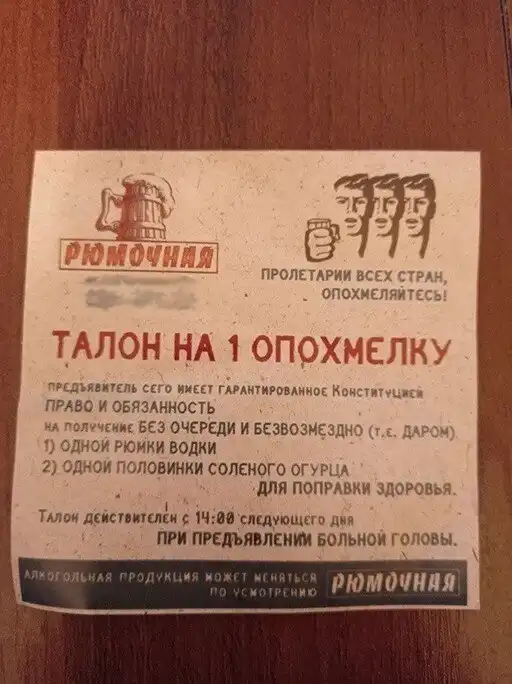 РЮМОЧНАЯ
ПРОЛЕТАРИИ ВСЕХ СТРАН,
ОПОХМЕЛЯЙТЕСЬ!
ТАЛОН НА 1 ОПОХМЕЛКУ
ПРЕДЪЯВИТЕЛЬ СЕГО ИМЕЕТ ГАРАНТИРОВАННОЕ КОНСТИТУЦИЕЙ
ПРАВО И ОБЯЗАННОСТЬ
НА ПОЛУЧЕНИЕ БЕЗ ОЧЕРЕДИ И БЕЗВОЗМЕЗДНО (Т.Е. ДАРОМ)
1) ОДНОЙ РЮМКИ ВОДКИ
2) ОДНОЙ ПОЛОВИНКИ СОЛЕНОГО ОГУРЦА
ДЛЯ ПОПРАВКИ ЗДОРОВЬЯ.
ТАЛОН ДЕЙСТВИТЕЛЕН С 14:00 СЛЕДУЮЩЕГО ДНЯ
ПРИ ПРЕДЪЯВЛЕНИИ БОЛЬНОЙ ГОЛОВЫ.
АЛКОГОЛЬНАЯ ПРОДУКЦИЯ МОЖЕТ МЕНЯТЬСЯ
ПО УСМОТРЕНИЮ
РЮМОЧНАЯ